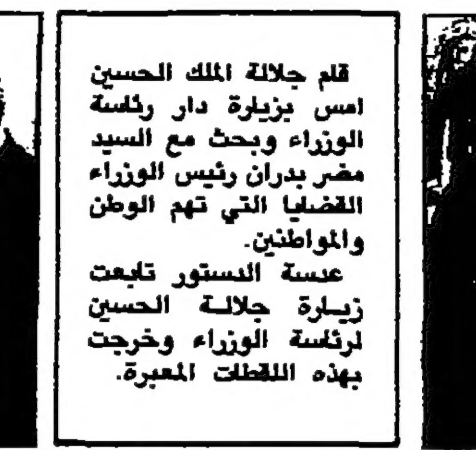 قام جلالة الملك الحسين
امس بزيارة دار رئاسة
الوزراء وبحث مع السيد
مضر بدران رئيس الوزراء
القضايا التي تهم الوطن
والمواطنين.
عدسة الدستور تابعت
زيارة جلالة الحسين
لرئاسة الوزراء وخرجت
بهذه اللقطات المعبرة.